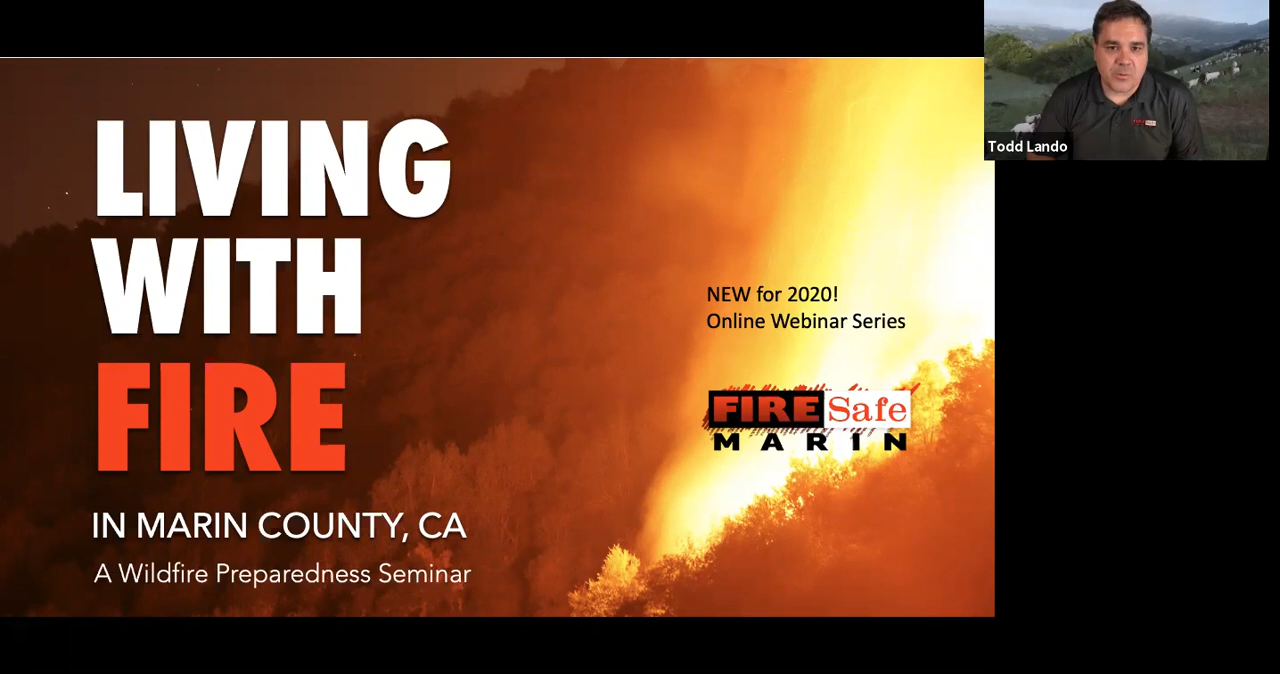 LIVING
WITH
FIRE
IN MARIN COUNTY, CA
A Wildfire Preparedness Seminar
NEW for 2020!
Online Webinar Series
FIRE Safe
MARIN
Todd Lando